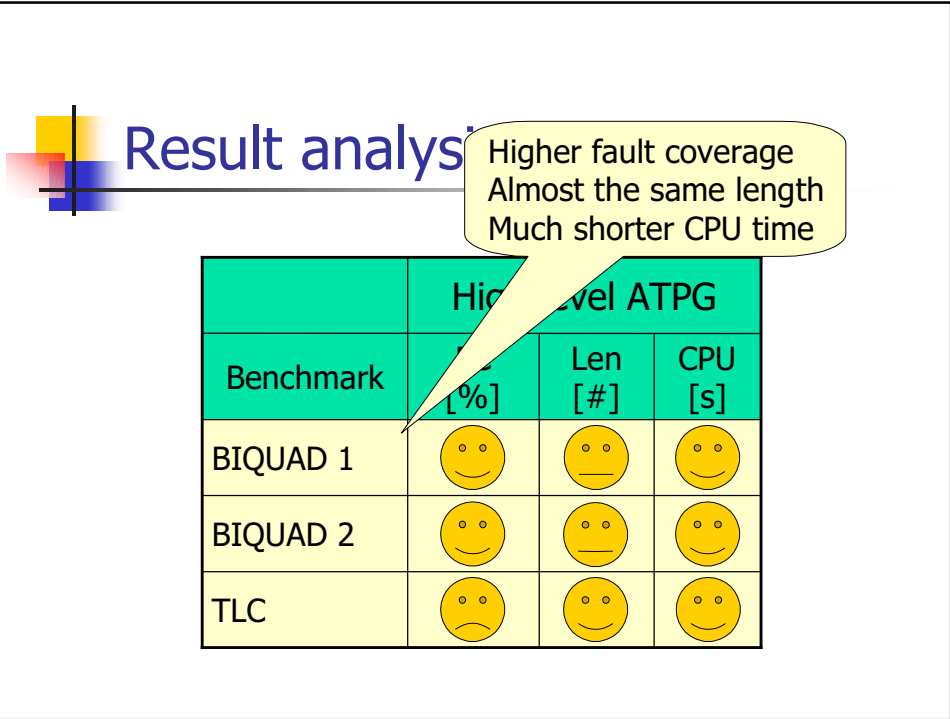 Result analysi
Higher fault coverage
Almost the same length
Much shorter CPU time
Hig evel ATPG
Benchmark
[%]
Len
[#]
CPU
[s]
BIQUAD 1
BIQUAD 2
TLC